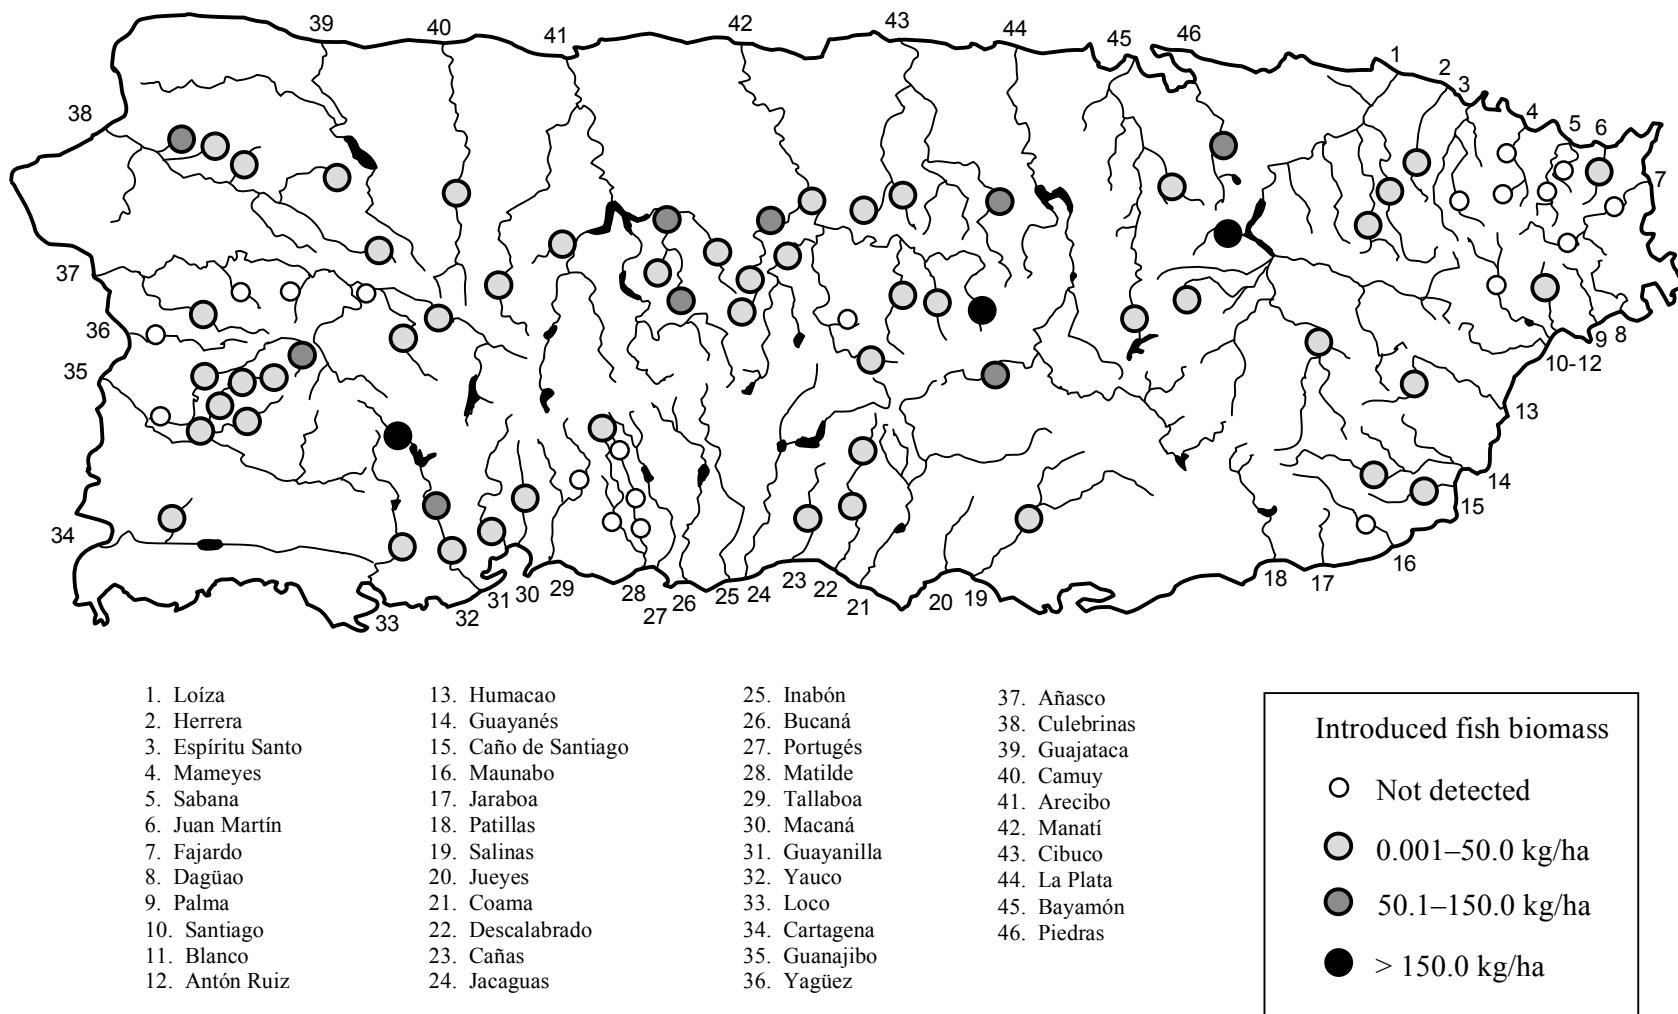 39
40
41
42
43
44
45
46
1
2
3
4
5
6
7
38
37
36
35
34
33
32
31
30
29
28
27
26
25
24
23
22
21
20
19
18
17
16
15
14
13
10-12
9
8
1. Loíza
2. Herrera
3. Espíritu Santo
4. Mameyes
5. Sabana
6. Juan Martín
7. Fajardo
8. Dagüao
9. Palma
10. Santiago
11. Blanco
12. Antón Ruiz
13. Humacao
14. Guayanés
15. Caño de Santiago
16. Maunabo
17. Jaraboa
18. Patillas
19. Salinas
20. Jueyes
21. Coama
22. Descalabrado
23. Cañas
24. Jacaguas
25. Inabón
26. Bucaná
27. Portugés
28. Matilde
29. Tallaboa
30. Macaná
31. Guayanilla
32. Yauco
33. Loco
34. Cartagena
35. Guanajibo
36. Yagüez
37. Añasco
38. Culebrinas
39. Guajataca
40. Camuy
41. Arecibo
42. Manatí
43. Cibuco
44. La Plata
45. Bayamón
46. Piedras
Introduced fish biomass
Not detected
0.001–50.0 kg/ha
50.1–150.0 kg/ha
> 150.0 kg/ha